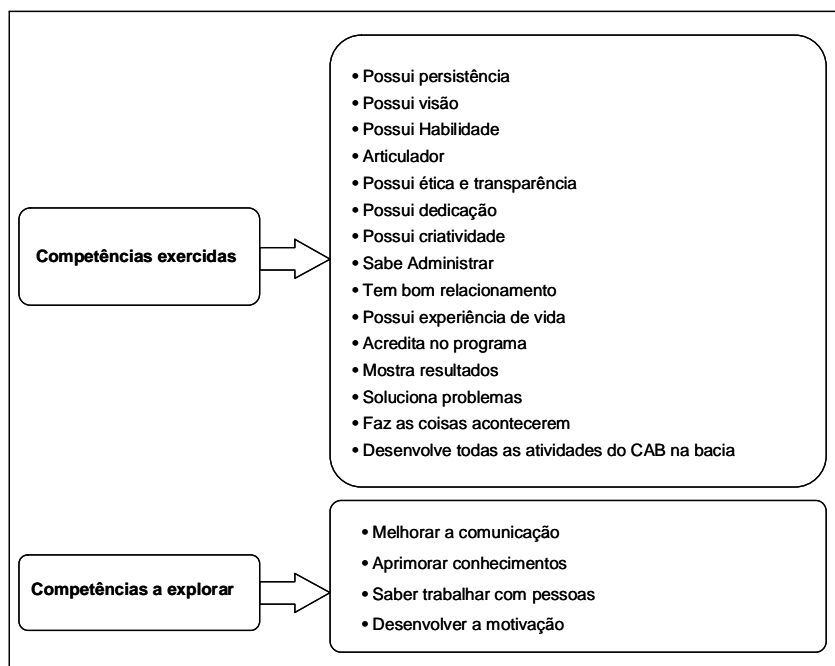 Competências exercidas
• Possui persistência
• Possui visão
• Possui Habilidade
• Articulador
• Possui ética e transparência
• Possui dedicação
• Possui criatividade
• Sabe Administrar
• Tem bom relacionamento
• Possui experiência de vida
• Acredita no programa
• Mostra resultados
• Soluciona problemas
• Faz as coisas acontecerem
• Desenvolve todas as atividades do CAB na bacia
Competências a explorar
• Melhorar a comunicação
• Aprimorar conhecimentos
• Saber trabalhar com pessoas
• Desenvolver a motivação